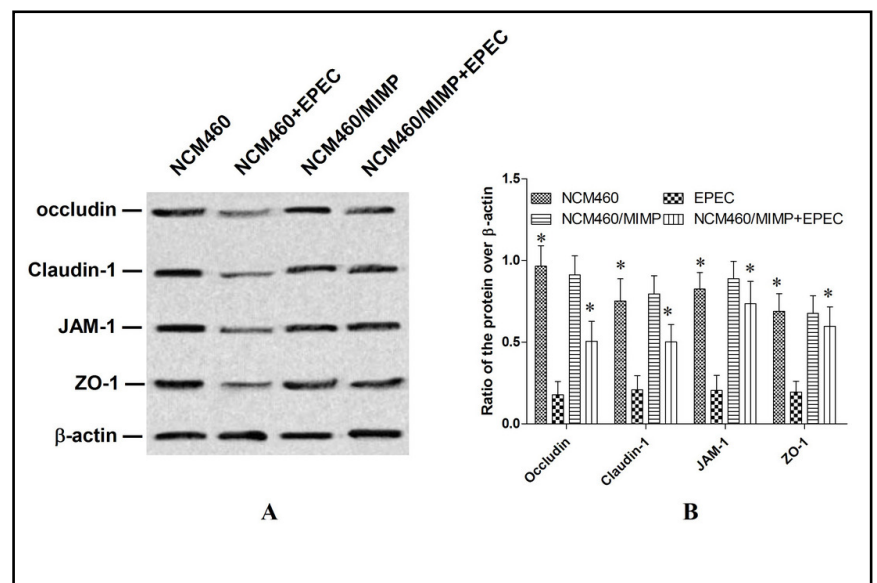 NCM460
NCM460+EPEC
NCM460/MIMP
NCM460/MIMP+EPEC
occludin
Claudin-1
JAM-1
ZO-1
β-actin
A
1.5
1.0
0.5
0.0
Ratio of the protein over β-actin
NCM460 EPEC
NCM460/MIMP NCM460/MIMP+EPEC
* * * * * * * *
Occludin
Claudin-1
JAM-1
ZO-1
B